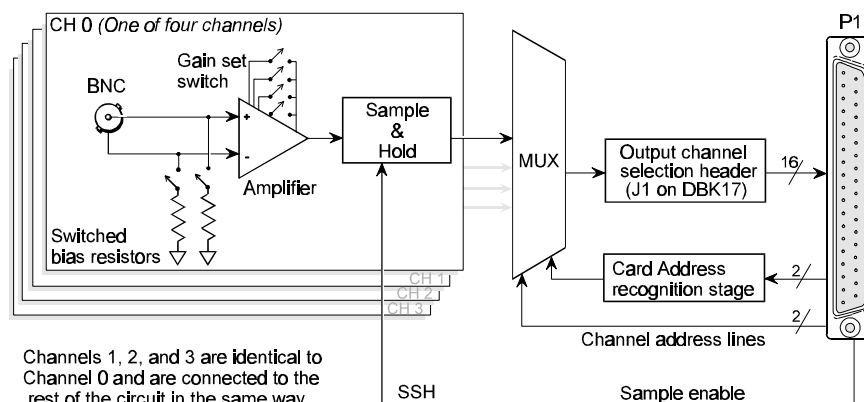 CH 0 (One of four channels)
Gain set
switch
BNC
+
-
Amplifier
Switched
bias resistors
Sample
&
Hold
CH 1
CH 2
CH 3
MUX
Output channel
selection header
(J1 on DBK17)
16
P1
Card Address
recognition stage
2
2
Channel address lines
Channels 1, 2, and 3 are identical to
Channel 0 and are connected to the
rest of the circuit in the same way
SSH
Sample enable